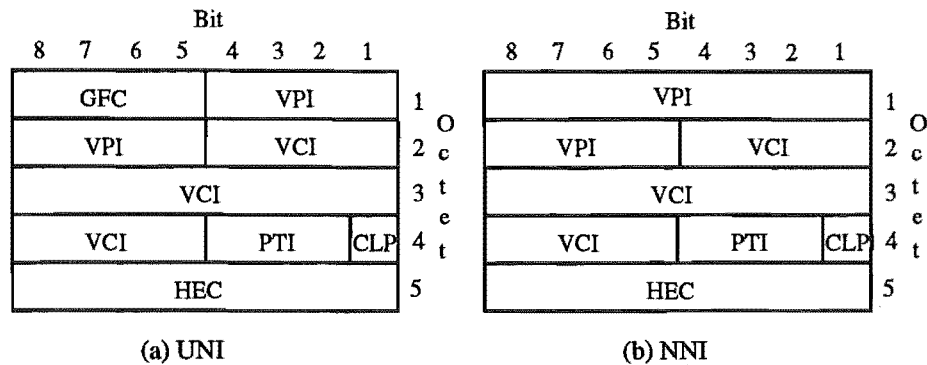 Bit
8 7 6 5 4 3 2 1
GFC VPI 1
VPI VCI 2
VCI 3
VCI PTI CLP 4
HEC 5
Octet
(a) UNI
Bit
8 7 6 5 4 3 2 1
VPI 1
VPI VCI 2
VCI 3
VCI PTI CLP 4
HEC 5
Octet
(b) NNI